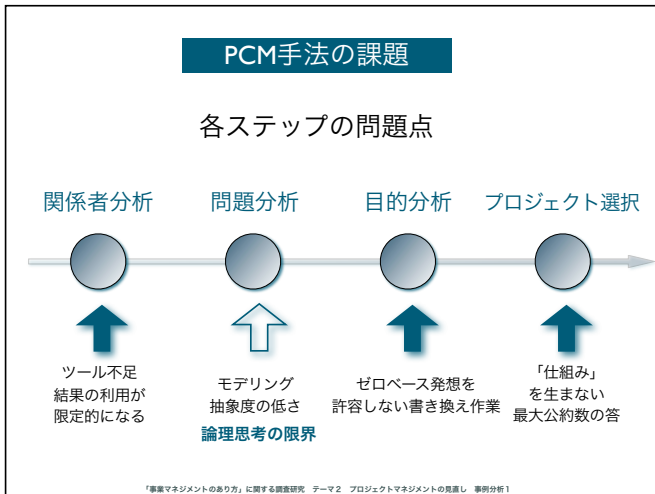 PCM手法の課題
各ステップの問題点
関係者分析
問題分析
目的分析
プロジェクト選択
ツール不足
結果の利用が
限定的になる
モデリング
抽象度の低さ
論理思考の限界
ゼロベース発想を
許容しない書き換え作業
「仕組み」
を生まない
最大公約数の答
「事業マネジメントのあり方」に関する調査研究　テーマ２　プロジェクトマネジメントの見直し　事例分析１